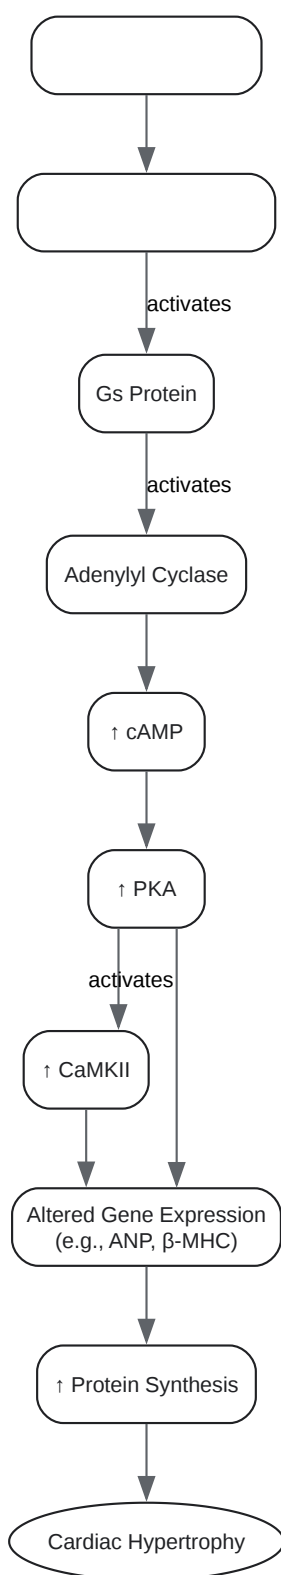 activates
Gs Protein
activates
Adenylyl Cyclase
↑ cAMP
↑ PKA
activates
↑ CaMKII
Altered Gene Expression
(e.g., ANP, β-MHC)
↑ Protein Synthesis
Cardiac Hypertrophy